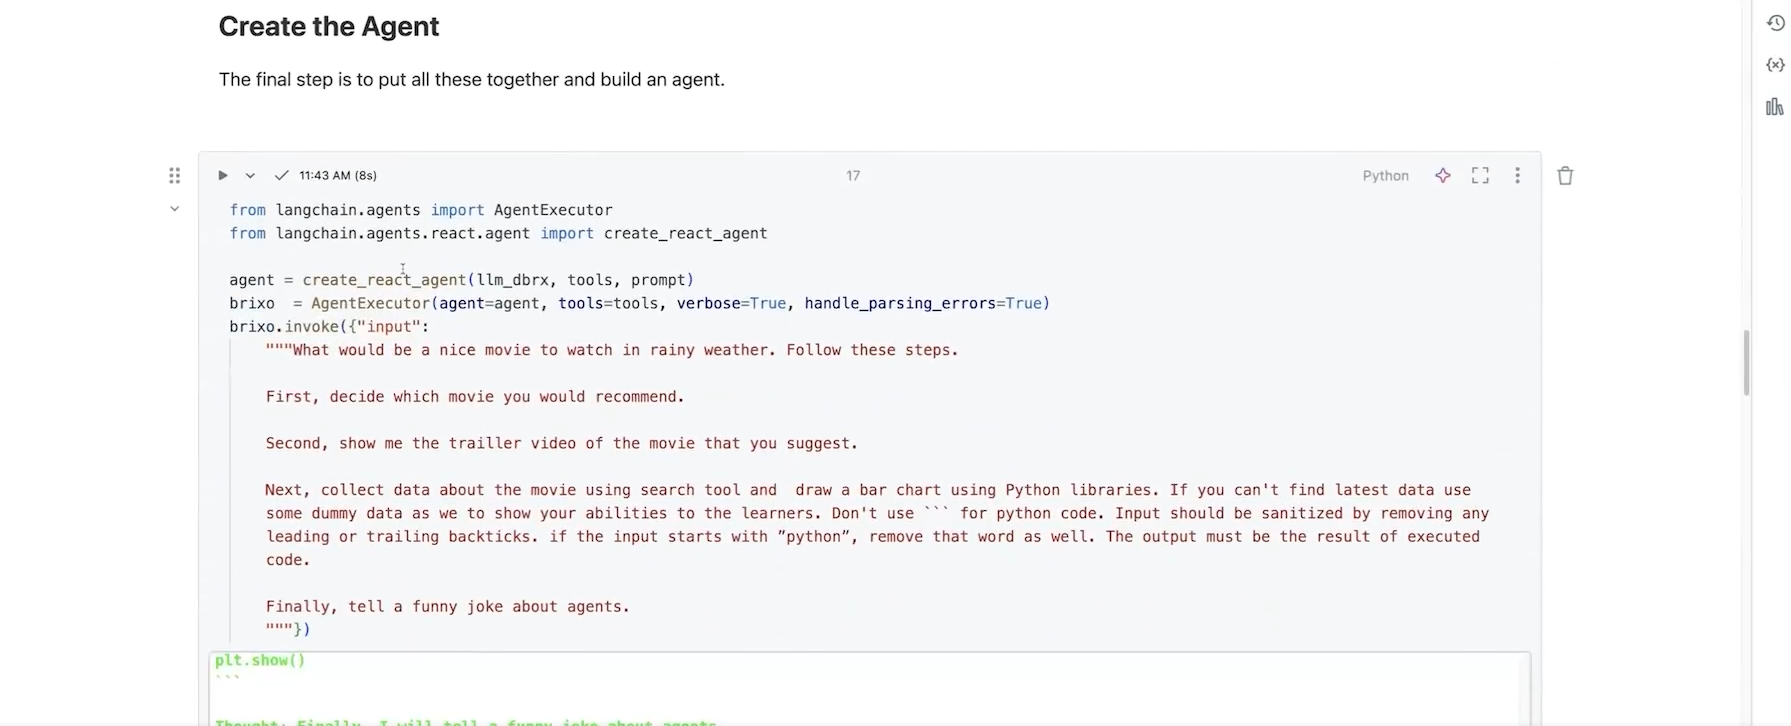 Create the Agent
The final step is to put all these together and build an agent.
11:43 AM (8s)
17
Python
from langchain.agents import AgentExecutor
from langchain.agents.react.agent import create_react_agent
agent = create_react_agent(llm_dbrx, tools, prompt)
brixo  = AgentExecutor(agent=agent, tools=tools, verbose=True, handle_parsing_errors=True)
brixo.invoke({"input":
"""What would be a nice movie to watch in rainy weather. Follow these steps.
First, decide which movie you would recommend.
Second, show me the trailler video of the movie that you suggest.
Next, collect data about the movie using search tool and  draw a bar chart using Python libraries. If you can't find latest data use
some dummy data as we to show your abilities to the learners. Don't use ``` for python code. Input should be sanitized by removing any
leading or trailing backticks. if the input starts with ”python”, remove that word as well. The output must be the result of executed
code.
Finally, tell a funny joke about agents.
"""})
plt.show()
```
Thought: Finally, I will tell a funny joke about agents.